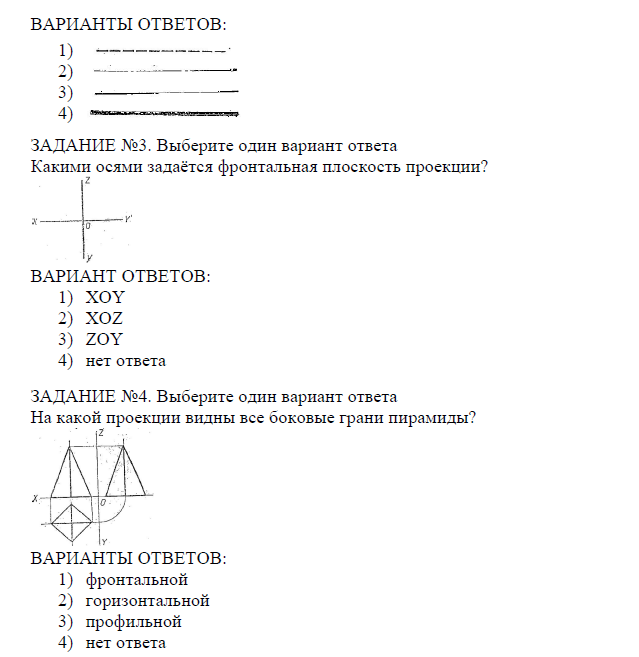 ВАРИАНТЫ ОТВЕТОВ:
1)
2)
3)
4)
ЗАДАНИЕ №3. Выберите один вариант ответа
Какими осями задаётся фронтальная плоскость проекции?
Z
X
O
Y'
Y
ВАРИАНТ ОТВЕТОВ:
1) XOY
2) XOZ
3) ZOY
4) нет ответа
ЗАДАНИЕ №4. Выберите один вариант ответа
На какой проекции видны все боковые грани пирамиды?
Z
X
O
Y
ВАРИАНТЫ ОТВЕТОВ:
1) фронтальной
2) горизонтальной
3) профильной
4) нет ответа